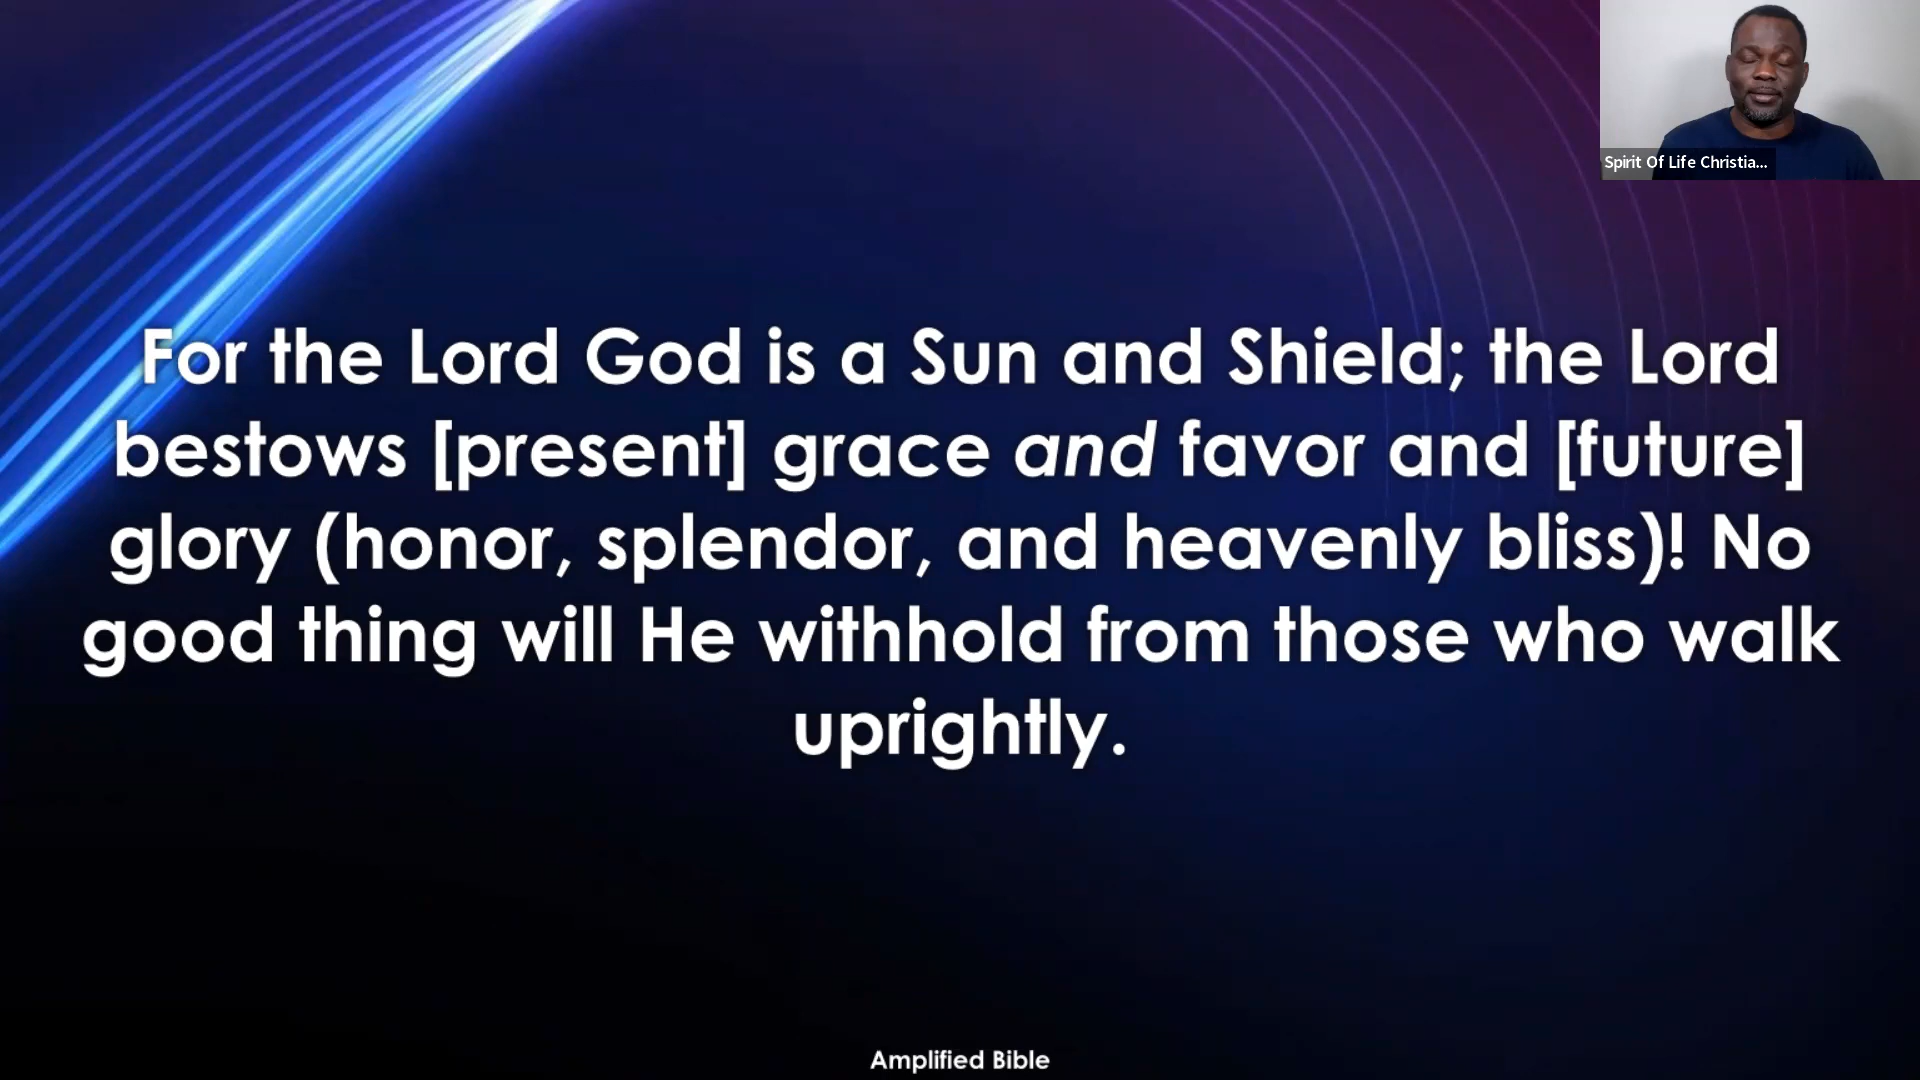 Spirit Of Life Christia...
For the Lord God is a Sun and Shield; the Lord
bestows [present] grace and favor and [future]
glory (honor, splendor, and heavenly bliss)! No
good thing will He withhold from those who walk
uprightly.
Amplified Bible